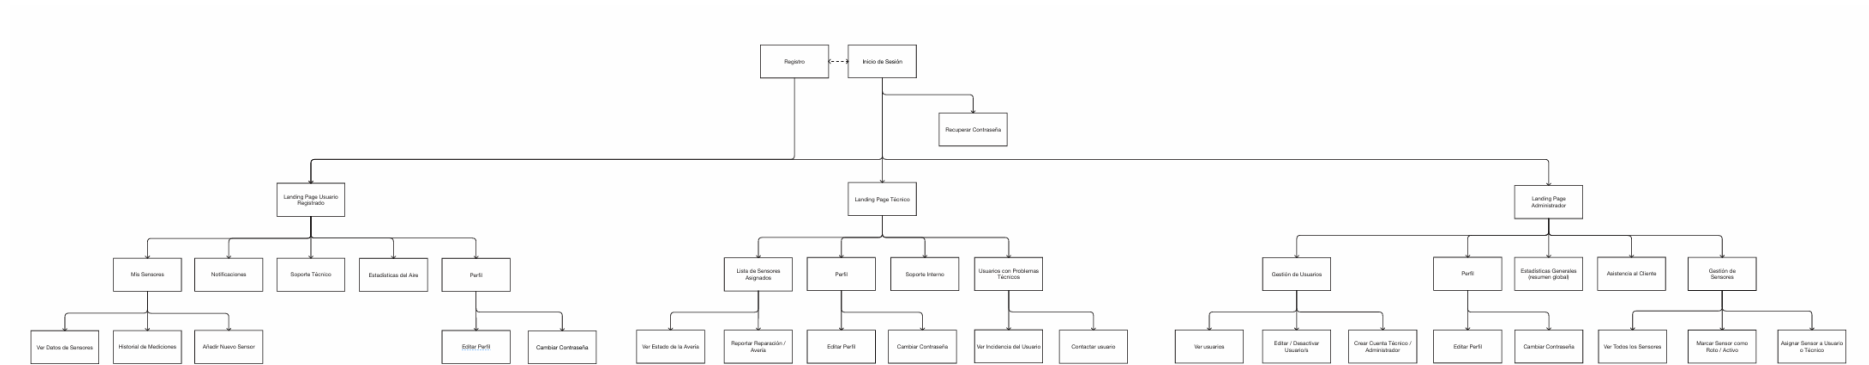 Registro
Inicio de Sesión
Recuperar Contraseña
Landing Page Usuario
Registrado
Landing Page Técnico
Landing Page
Administrador
Mis Sensores
Notificaciones
Soporte Técnico
Estadísticas del Aire
Perfil
Lista de Sensores
Asignados
Perfil
Soporte Interno
Usuarios con Problemas
Técnicos
Gestión de Usuarios
Perfil
Estadísticas Generales
(resumen global)
Asistencia al Cliente
Gestión de
Sensores
Ver Datos de Sensores
Historial de Mediciones
Añadir Nuevo Sensor
Editar Perfil
Cambiar Contraseña
Ver Estado de la Avería
Reportar Reparación /
Avería
Editar Perfil
Cambiar Contraseña
Ver Incidencia del Usuario
Contactar usuario
Ver usuarios
Editar / Desactivar
Usuario/s
Crear Cuenta Técnico /
Administrador
Editar Perfil
Cambiar Contraseña
Ver Todos los Sensores
Marcar Sensor como
Roto / Activo
Asignar Sensor a Usuario
o Técnico